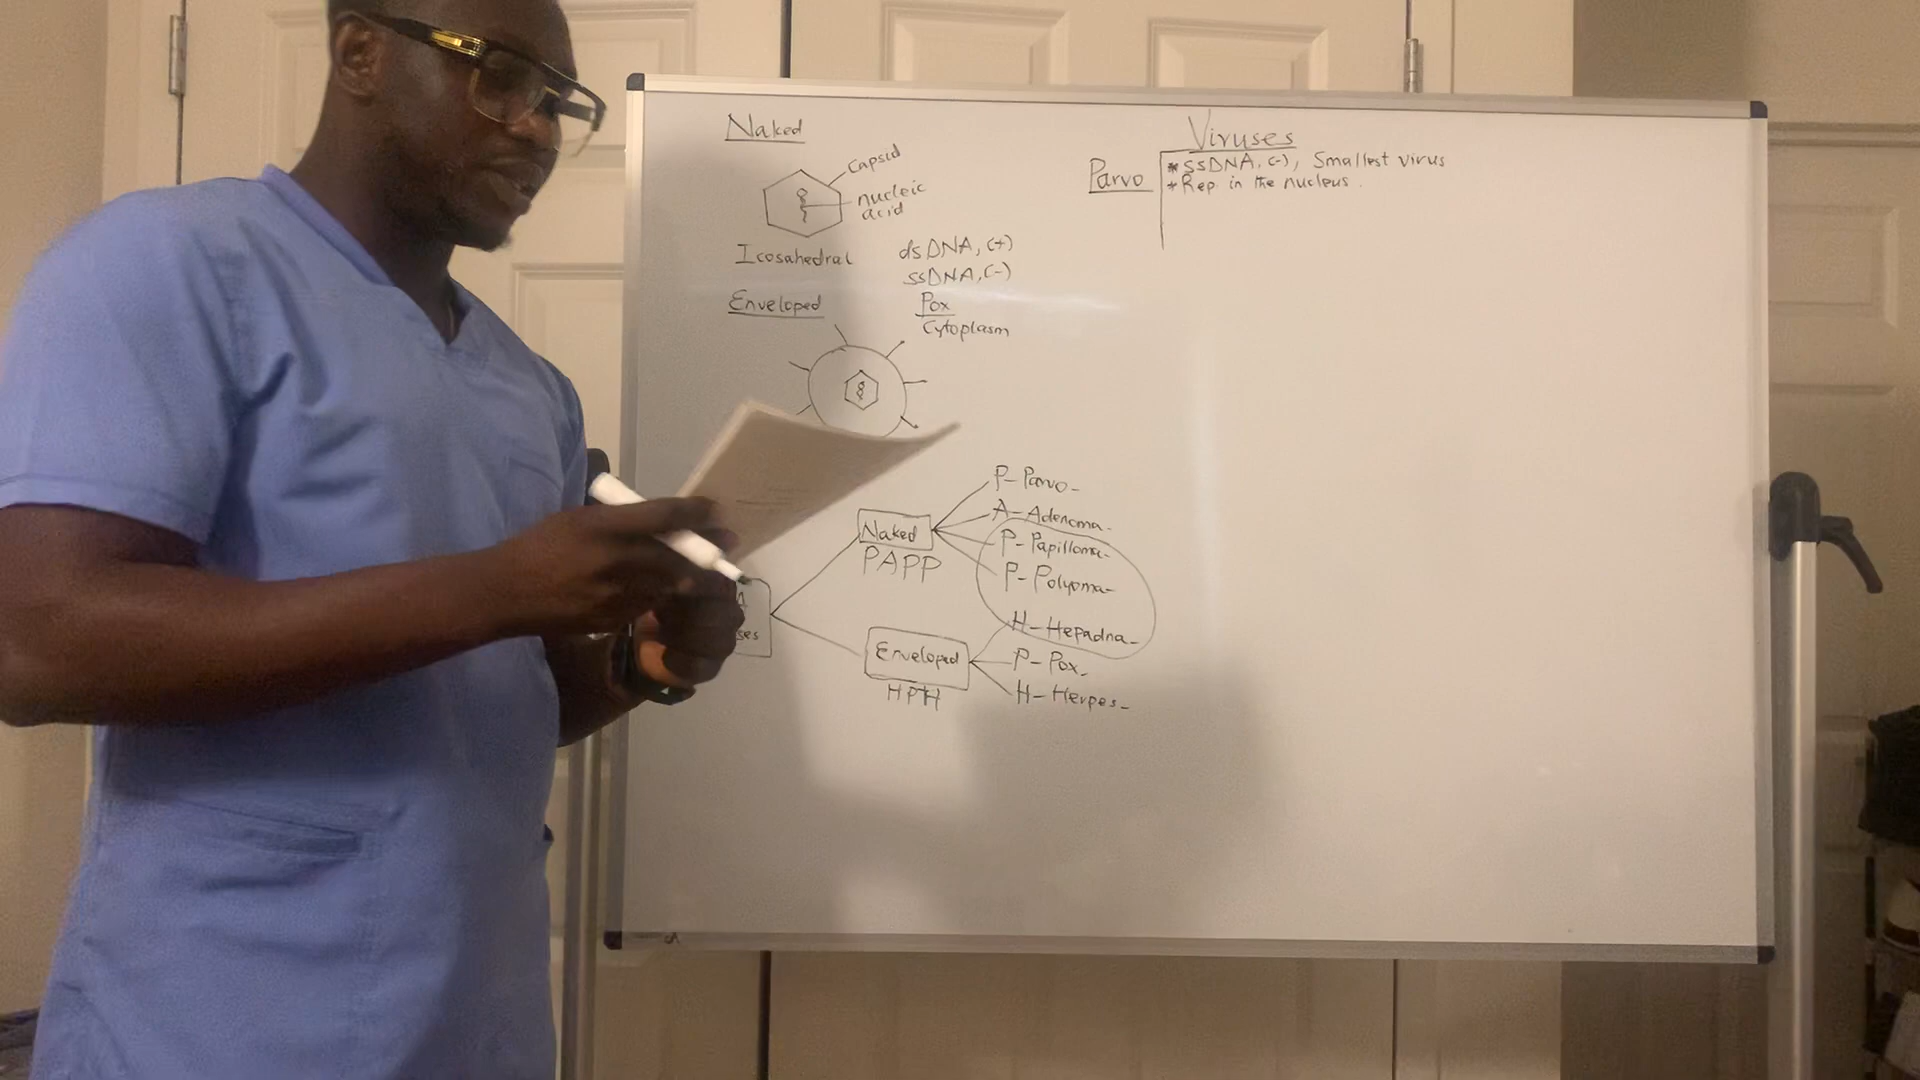 Naked
Capsid
nucleic
acid
Icosahedral
dsDNA, (+)
ssDNA, (-)
Enveloped
Pox
Cytoplasm
Viruses
Parvo
* ssDNA, (-), Smallest virus
* Rep. in the nucleus.
Naked
PAPP
P- Parvo-
A- Adenoma-
P- Papilloma-
P- Polyoma-
Enveloped
HPH
H- Hepadna-
P- Pox-
H- Herpes-